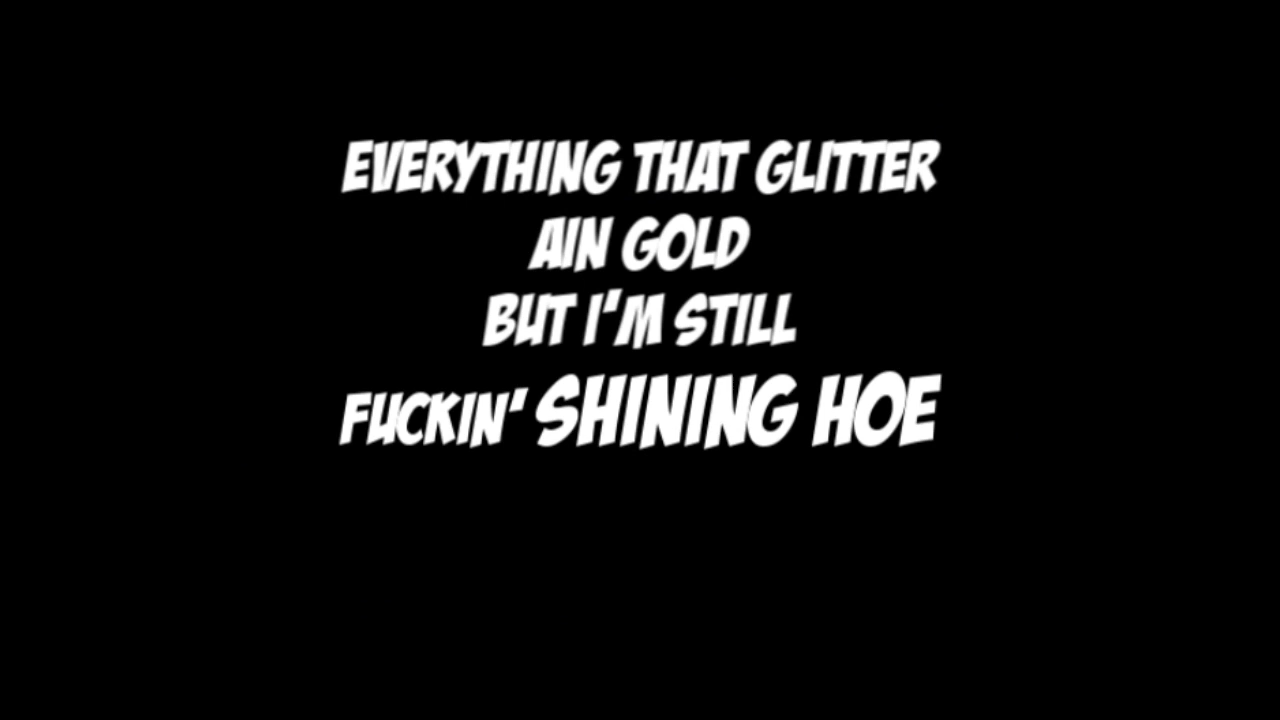 EVERYTHING THAT GLITTER
AIN GOLD
BUT I'M STILL
FUCKIN' SHINING HOE